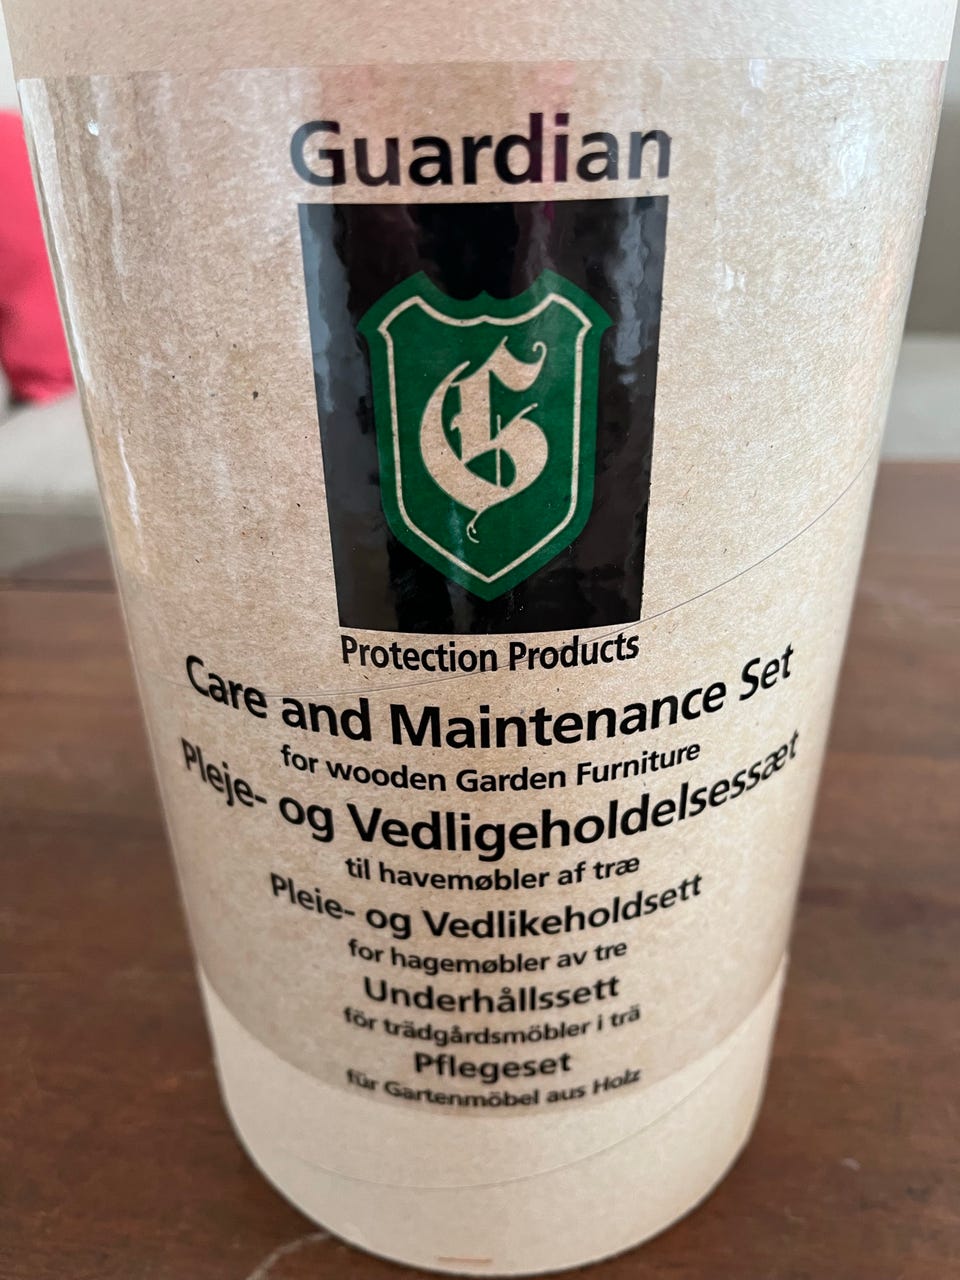 Guardian
G
Protection Products
Care and Maintenance Set
for wooden Garden Furniture
Pleje- og Vedligeholdelsessæt
til havemøbler af træ
Pleie- og Vedlikeholdsett
for hagemøbler av tre
Underhållssett
för trädgårdsmöbler i trä
Pflegeset
für Gartenmöbel aus Holz